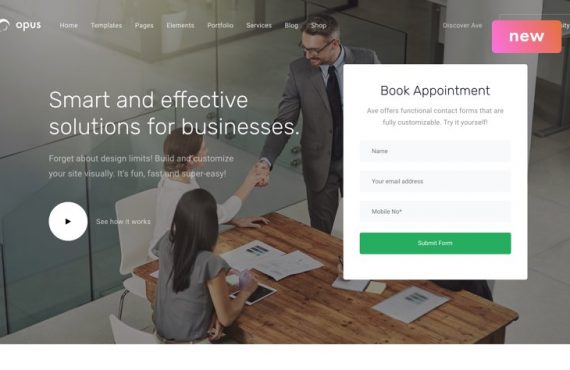 opus
Home Templates Pages Elements Portfolio Services Blog Shop Discover Ave
new
Smart and effective
solutions for businesses.
Forget about design limits! Build and customize
your site visually. It's fun, fast and super-easy!
See how it works
Book Appointment
Ave offers functional contact forms that are
fully customizable. Try it yourself!
Name
Your email address
Mobile No*
Submit Form